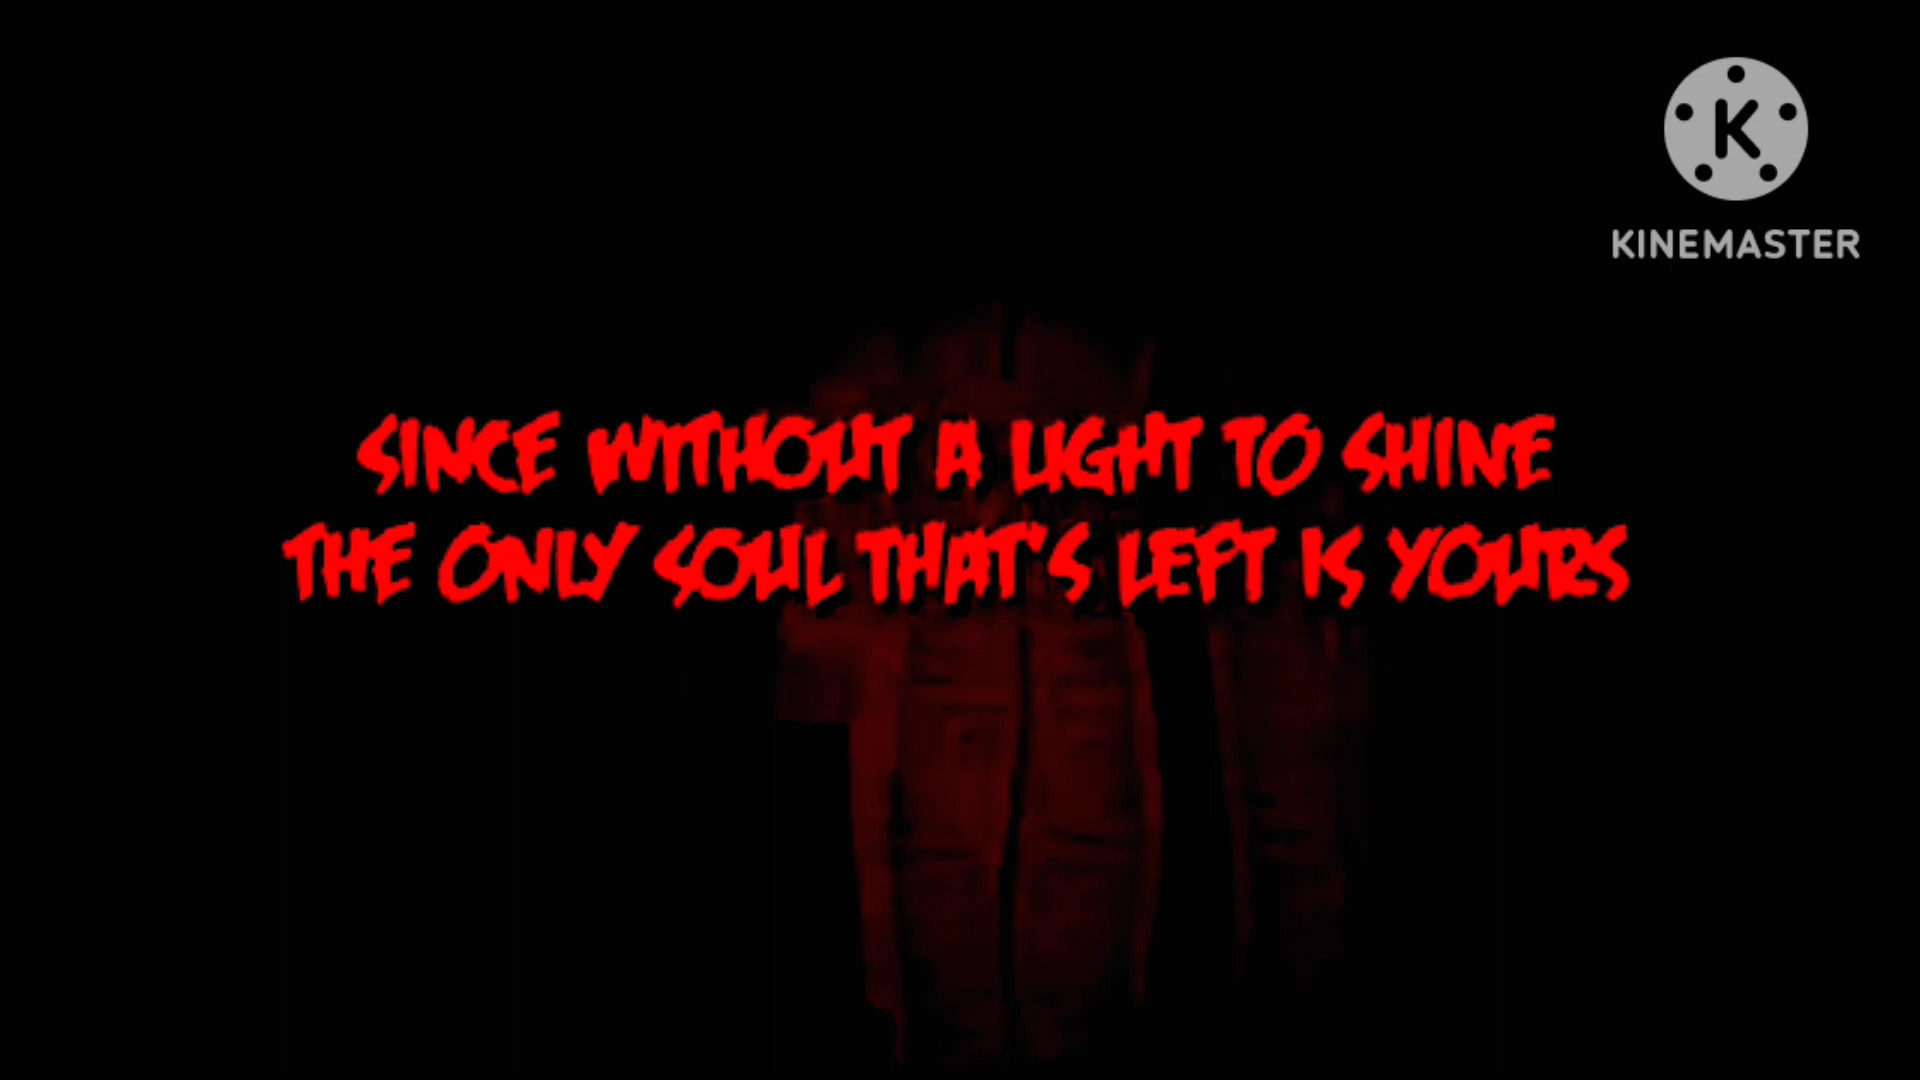 K
KINEMASTER
SINCE WITHOUT A LIGHT TO SHINE
THE ONLY SOUL THAT'S LEFT IS YOURS